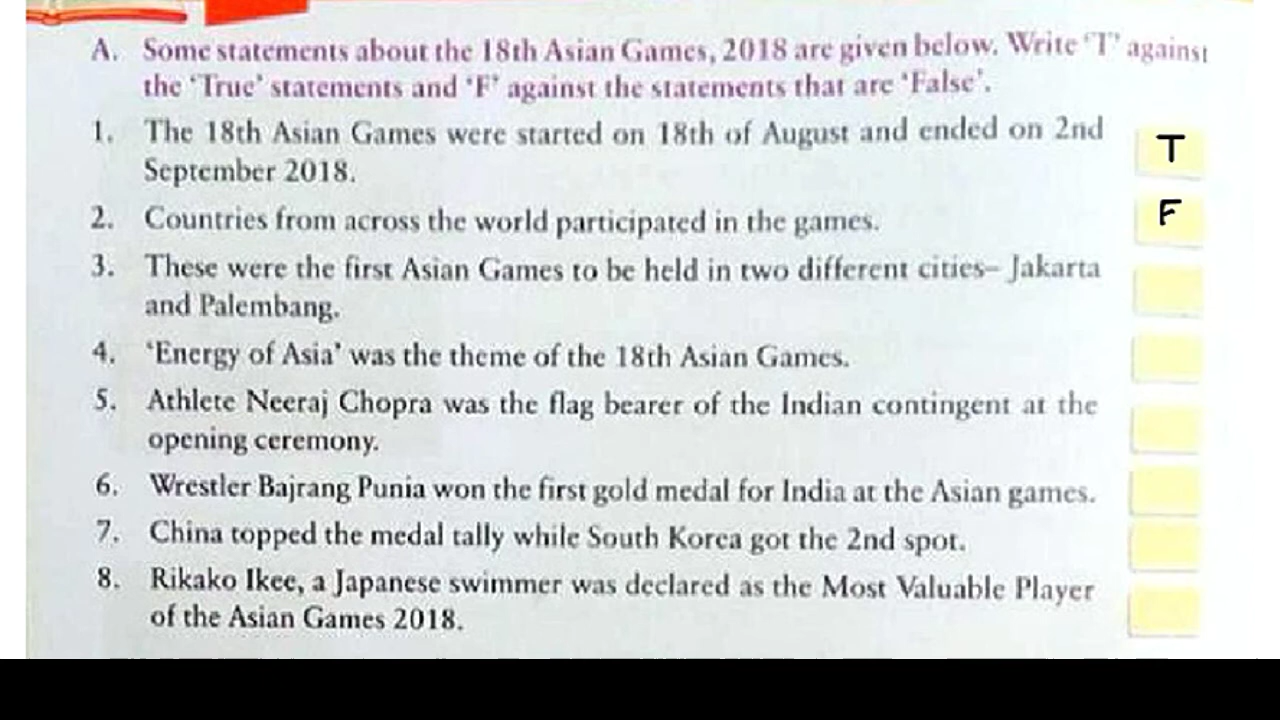 A. Some statements about the 18th Asian Games, 2018 are given below. Write 'T' against
the 'True' statements and 'F' against the statements that are 'False'.
1. The 18th Asian Games were started on 18th of August and ended on 2nd
September 2018.
T
2. Countries from across the world participated in the games.
F
3. These were the first Asian Games to be held in two different cities– Jakarta
and Palembang.
4. 'Energy of Asia' was the theme of the 18th Asian Games.
5. Athlete Neeraj Chopra was the flag bearer of the Indian contingent at the
opening ceremony.
6. Wrestler Bajrang Punia won the first gold medal for India at the Asian games.
7. China topped the medal tally while South Korea got the 2nd spot.
8. Rikako Ikee, a Japanese swimmer was declared as the Most Valuable Player
of the Asian Games 2018.